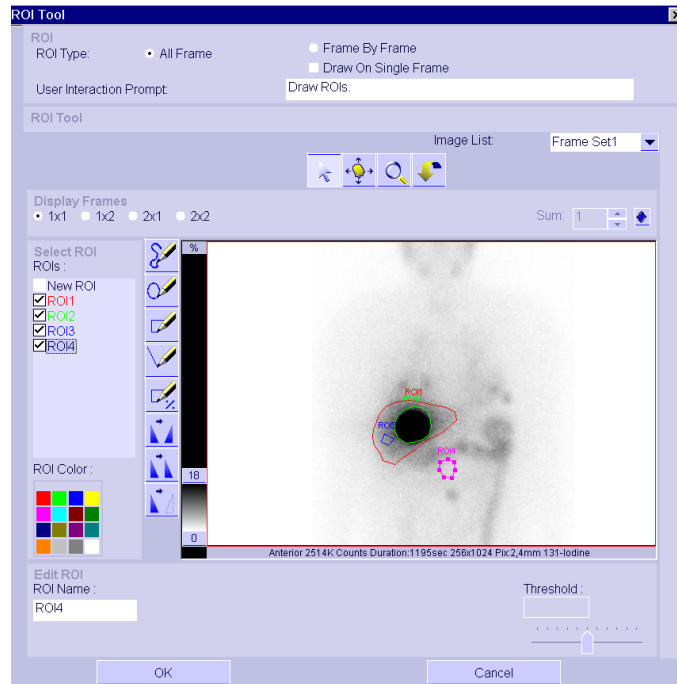 ROI Tool
ROI
ROI Type:
All Frame
Frame By Frame
Draw On Single Frame
User Interaction Prompt:
Draw ROIs.
ROI Tool
Image List:
Frame Set1
Display Frames
1x1
1x2
2x1
2x2
Sum:
1
Select ROI
ROIs :
New ROI
ROI1
ROI2
ROI3
ROI4
%
18
0
ROI1
ROI4
Anterior 2514K Counts Duration:1195sec 256x1024 Pix:2,4mm 131-Iodine
ROI Color :
Edit ROI
ROI Name :
ROI4
Threshold :
OK
Cancel